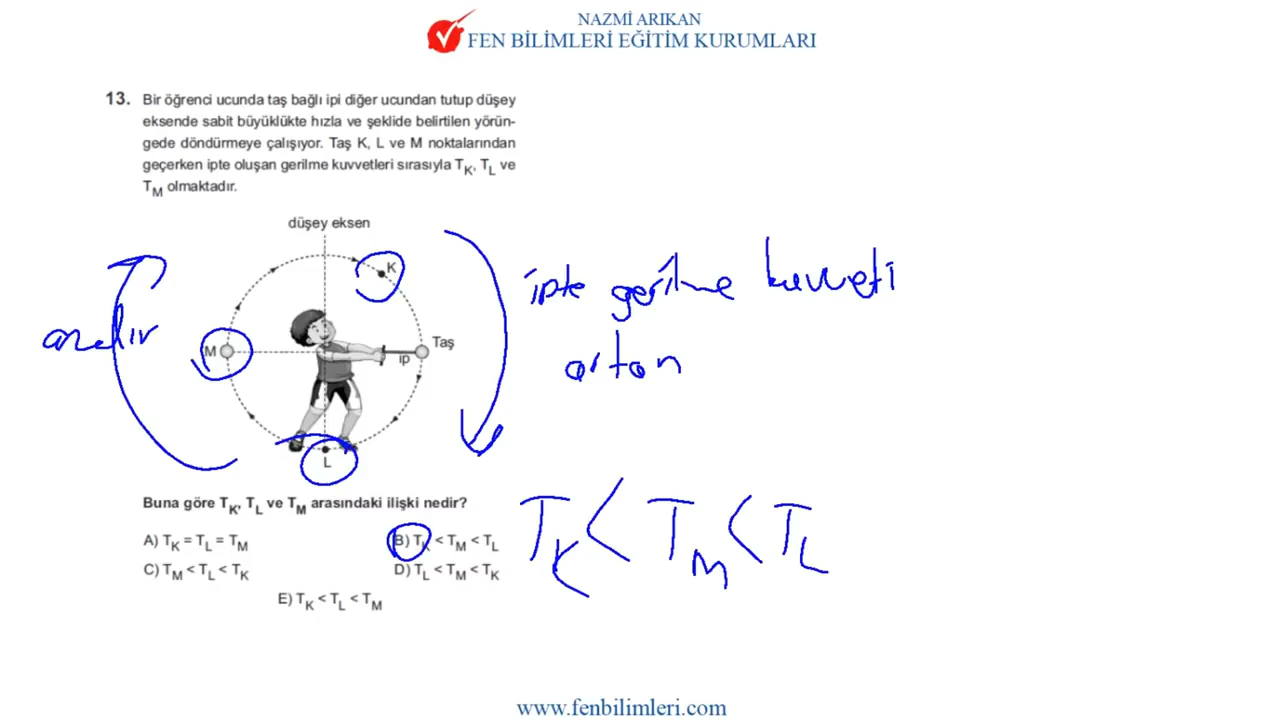 NAZMİ ARIKAN
FEN BİLİMLERİ EĞİTİM KURUMLARI
13. Bir öğrenci ucunda taş bağlı ipi diğer ucundan tutup düşey
eksende sabit büyüklükte hızla ve şeklide belirtilen yörün-
gede döndürmeye çalışıyor. Taş K, L ve M noktalarından
geçerken ipte oluşan gerilme kuvvetleri sırasıyla TK, TL ve
TM olmaktadır.
düşey eksen
K
M
Taş
ip
L
azalır
ipte gerilme kuvveti
artan
Buna göre TK, TL ve TM arasındaki ilişki nedir?
A) TK = TL = TM
B) TK < TM < TL
C) TM < TL < TK
D) TL < TM < TK
E) TK < TL < TM
TK < TM < TL
www.fenbilimleri.com